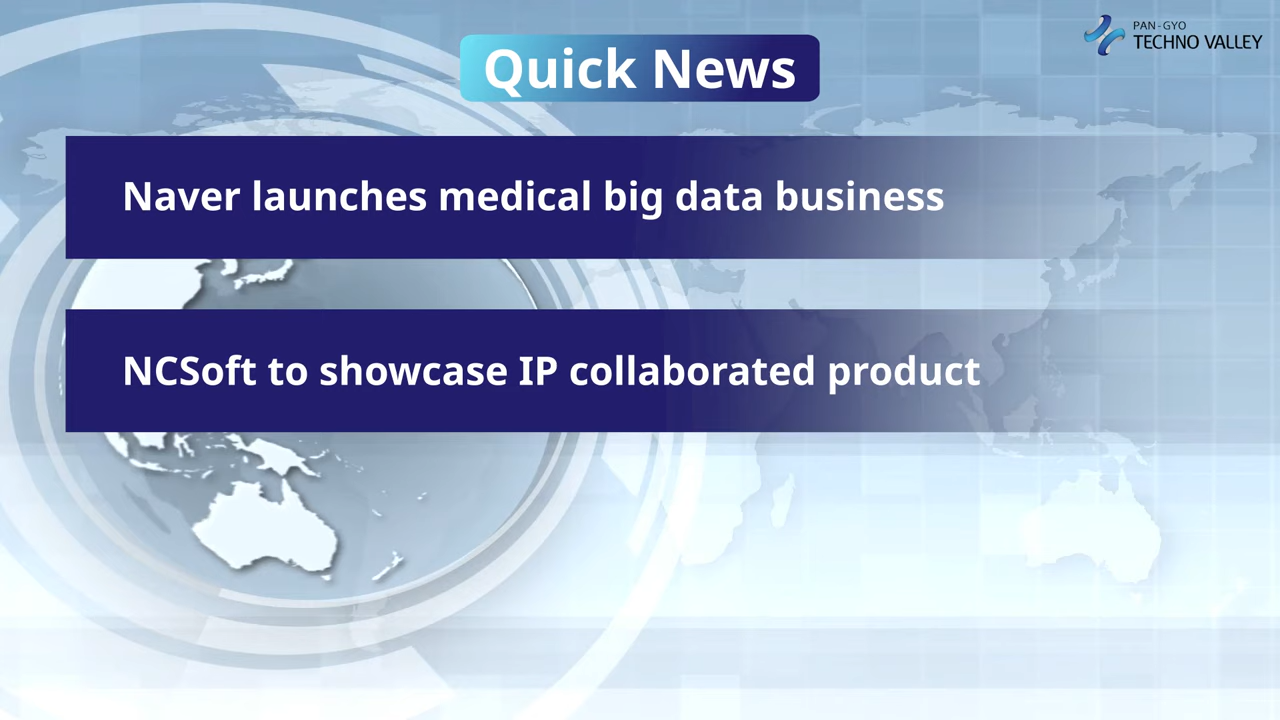 PAN-GYO
TECHNO VALLEY
Quick News
Naver launches medical big data business
NCSoft to showcase IP collaborated product